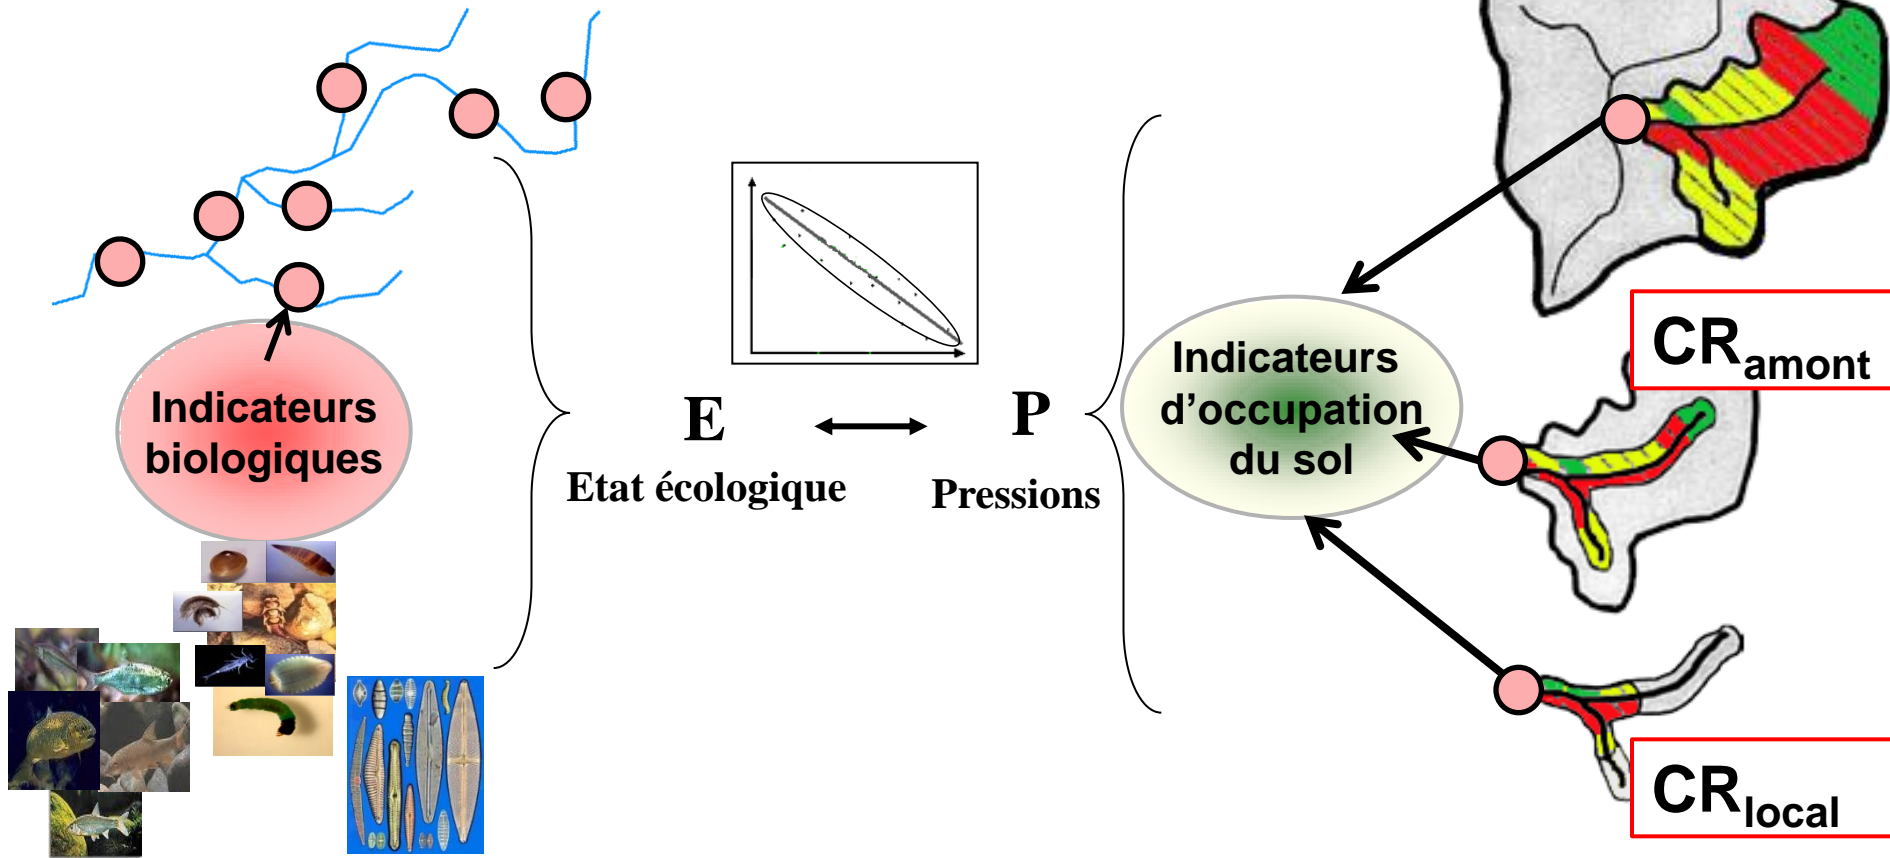 Indicateurs
biologiques
E
Etat écologique
P
Pressions
Indicateurs
d’occupation
du sol
CRamont
CRlocal